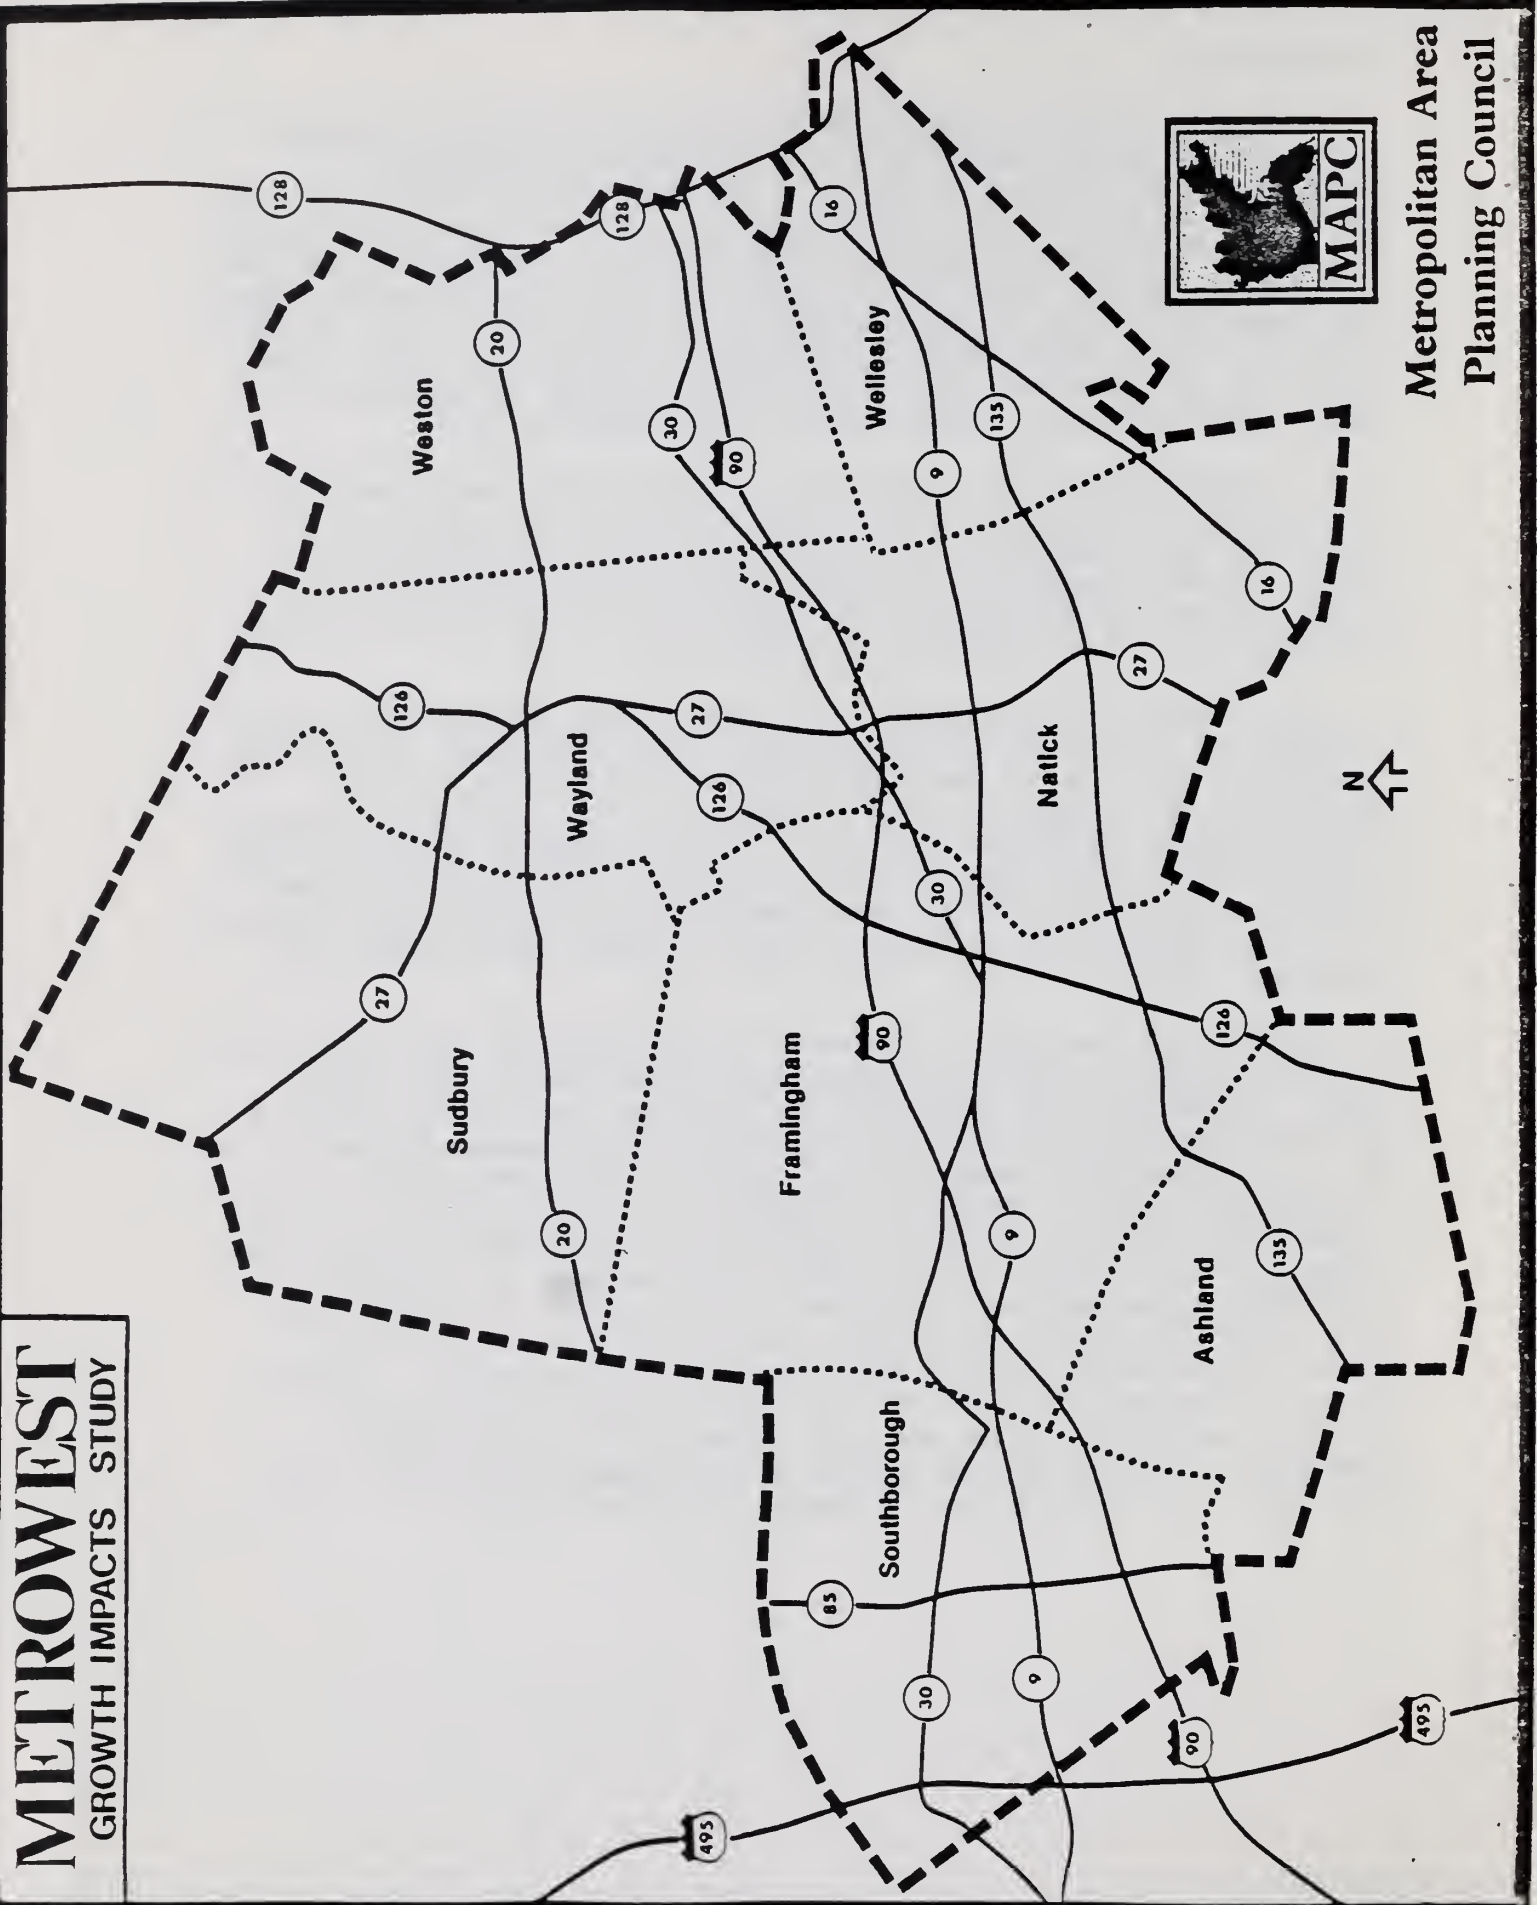 METROWEST
GROWTH IMPACTS STUDY
128
20
Weston
128
126
27
Sudbury
20
Wayland
27
126
30
90
16
Wellesley
9
135
Framingham
90
30
Natick
27
16
495
85
Southborough
30
9
9
Ashland
135
126
90
495
N
MAPC
Metropolitan Area
Planning Council